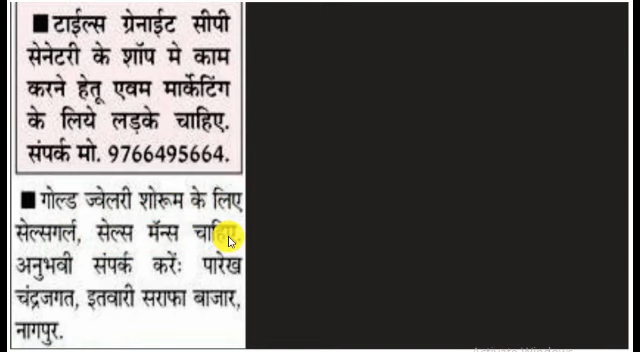 ■ टाईल्स ग्रेनाईट सीपी
सेनेटरी के शॉप मे काम
करने हेतू एवम मार्केटिंग
के लिये लड़के चाहिए.
संपर्क मो. 9766495664.
■ गोल्ड ज्वेलरी शोरूम के लिए
सेल्सगर्ल, सेल्स मॅन्स चाहिए.
अनुभवी संपर्क करेंः पारेख
चंद्रजगत, इतवारी सराफा बाजार,
नागपुर.